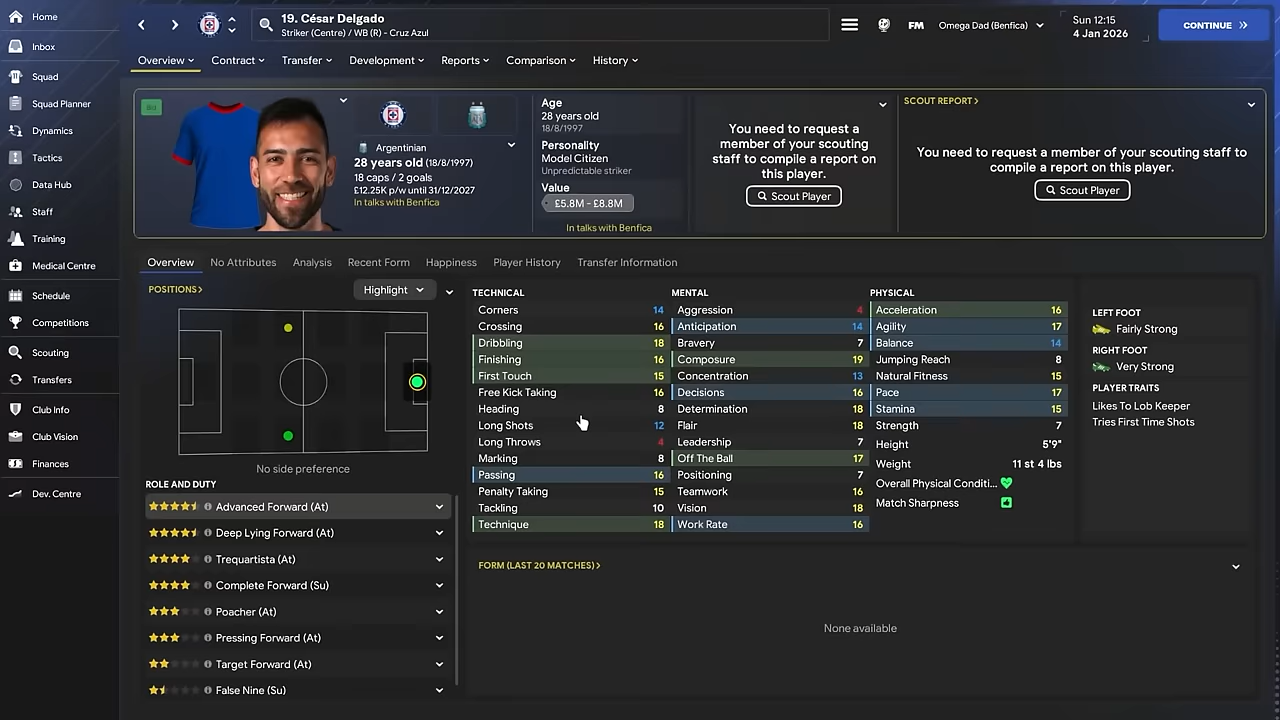 Home
Inbox
Squad
Squad Planner
Dynamics
Tactics
Data Hub
Staff
Training
Medical Centre
Schedule
Competitions
Scouting
Transfers
Club Info
Club Vision
Finances
Dev. Centre
19. César Delgado
Striker (Centre) / WB (R) - Cruz Azul
FM
Omega Dad (Benfica)
Sun 12:15
4 Jan 2026
CONTINUE
Overview
Contract
Transfer
Development
Reports
Comparison
History
Argentinian
28 years old (18/8/1997)
18 caps / 2 goals
£12.25K p/w until 31/12/2027
In talks with Benfica
Age
28 years old
18/8/1997
Personality
Model Citizen
Unpredictable striker
Value
£5.8M - £8.8M
In talks with Benfica
You need to request a
member of your scouting
staff to compile a report on
this player.
Scout Player
SCOUT REPORT >
You need to request a member of your scouting staff to
compile a report on this player.
Scout Player
Overview
No Attributes
Analysis
Recent Form
Happiness
Player History
Transfer Information
POSITIONS >
Highlight
No side preference
ROLE AND DUTY
Advanced Forward (At)
Deep Lying Forward (At)
Trequartista (At)
Complete Forward (Su)
Poacher (At)
Pressing Forward (At)
Target Forward (At)
False Nine (Su)
TECHNICAL
Corners 14
Crossing 16
Dribbling 18
Finishing 16
First Touch 15
Free Kick Taking 16
Heading 8
Long Shots 12
Long Throws 4
Marking 8
Passing 16
Penalty Taking 15
Tackling 10
Technique 18
MENTAL
Aggression 4
Anticipation 14
Bravery 7
Composure 19
Concentration 13
Decisions 16
Determination 18
Flair 18
Leadership 7
Off The Ball 17
Positioning 7
Teamwork 16
Vision 18
Work Rate 16
PHYSICAL
Acceleration 16
Agility 17
Balance 14
Jumping Reach 8
Natural Fitness 15
Pace 17
Stamina 15
Strength 7
Height 5'9"
Weight 11 st 4 lbs
Overall Physical Conditi...
Match Sharpness
LEFT FOOT
Fairly Strong
RIGHT FOOT
Very Strong
PLAYER TRAITS
Likes To Lob Keeper
Tries First Time Shots
FORM (LAST 20 MATCHES) >
None available